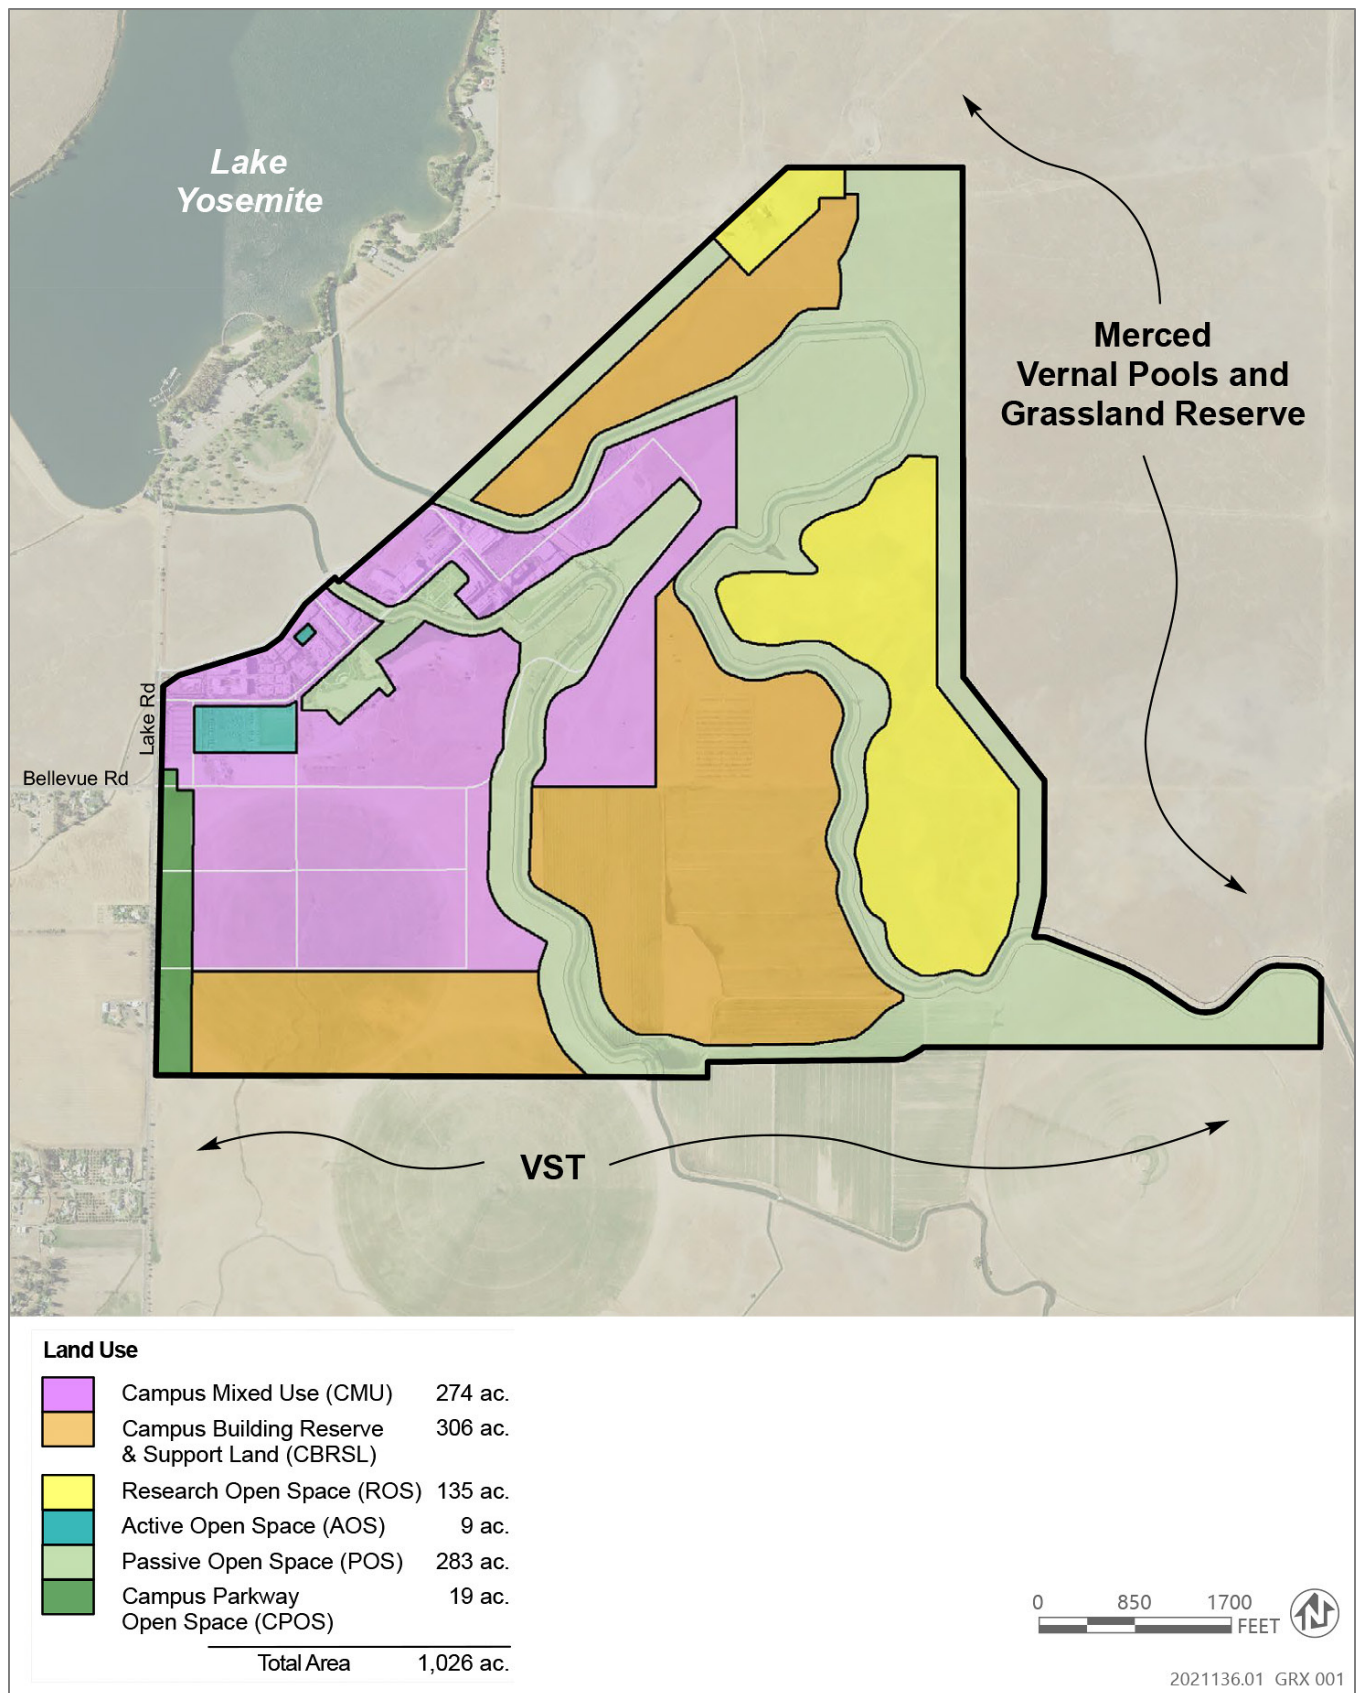 Lake
Yosemite
Merced
Vernal Pools and
Grassland Reserve
Lake Rd
Bellevue Rd
VST
Land Use
Campus Mixed Use (CMU) 274 ac.
Campus Building Reserve 306 ac.
& Support Land (CBRSL)
Research Open Space (ROS) 135 ac.
Active Open Space (AOS) 9 ac.
Passive Open Space (POS) 283 ac.
Campus Parkway 19 ac.
Open Space (CPOS)
Total Area 1,026 ac.
0 850 1700
FEET
N
2021136.01 GRX 001